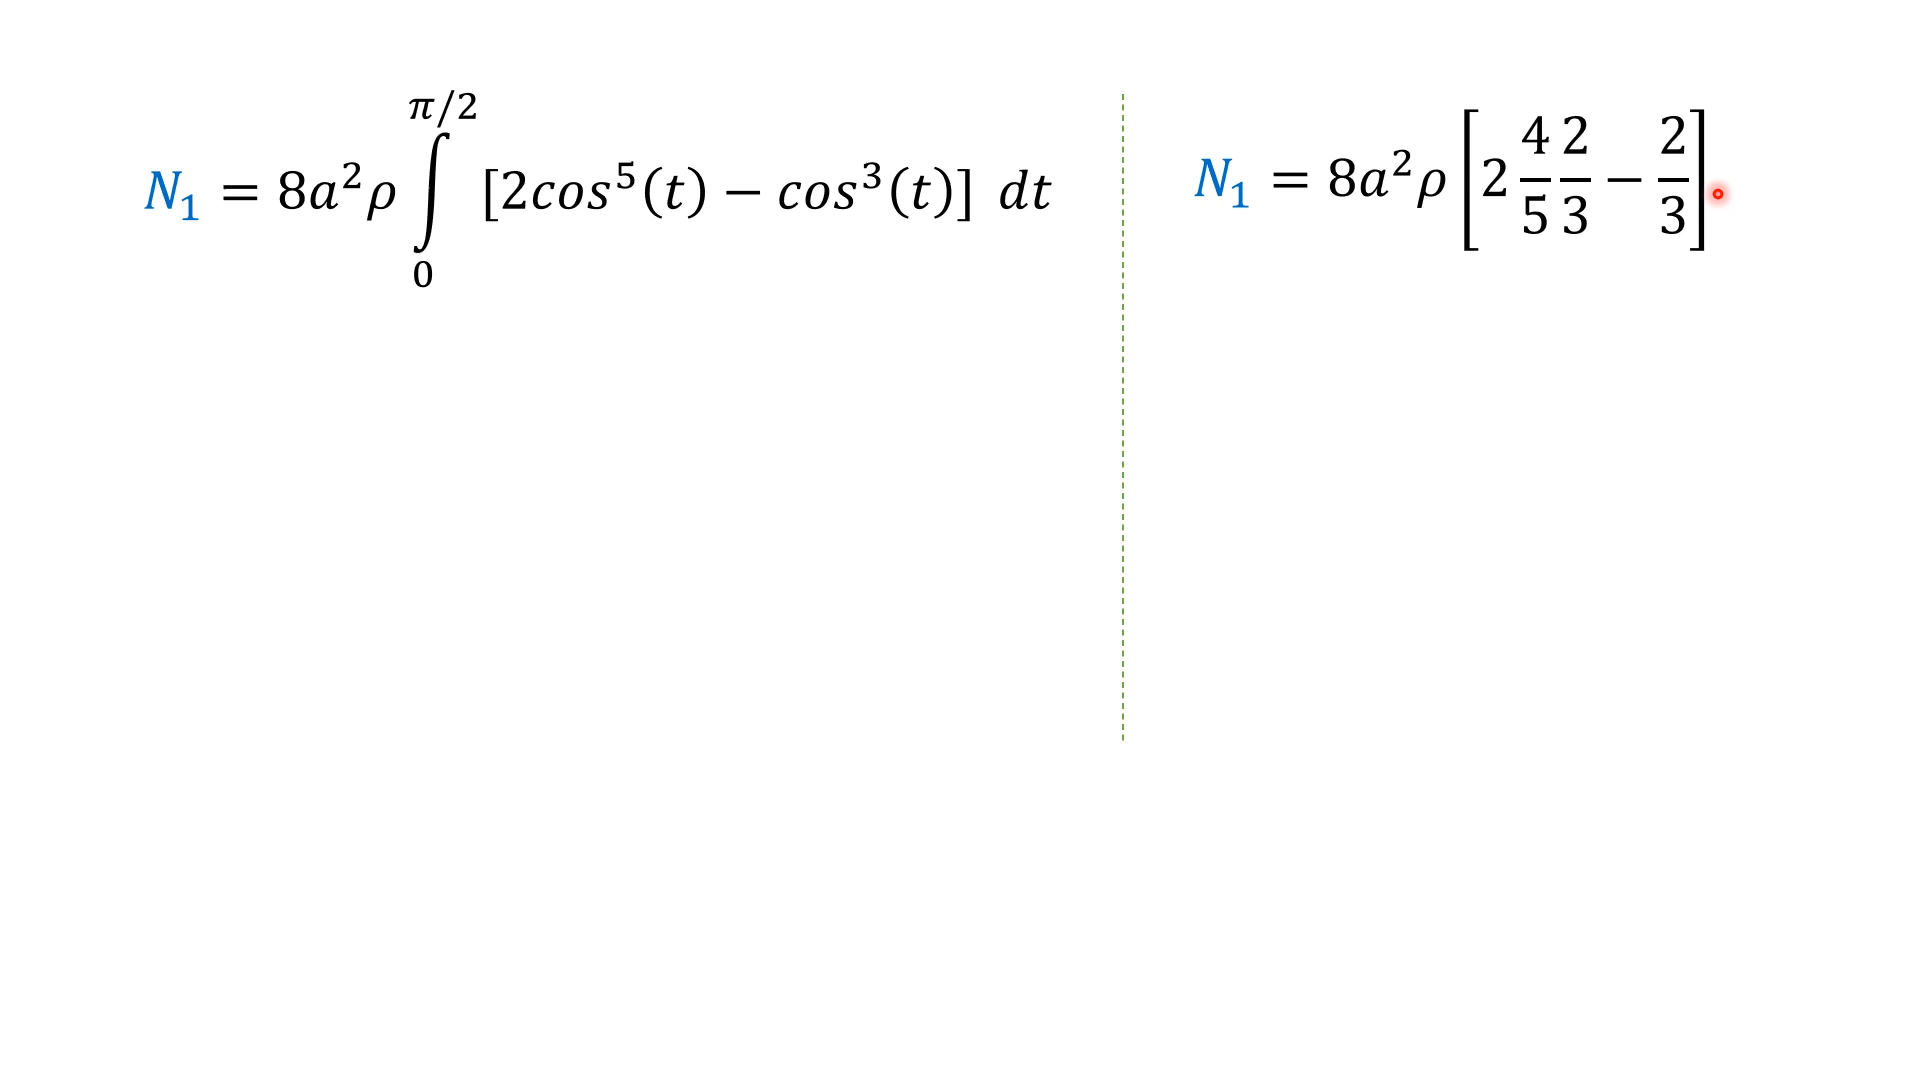 N₁ = 8a²ρ ∫₀^{π/2} [2cos⁵(t) − cos³(t)] dt
N₁ = 8a²ρ [2 4/5 2/3 − 2/3]